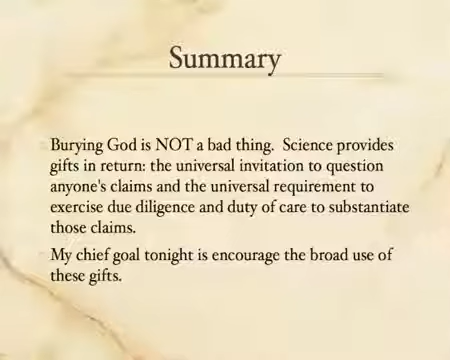 Summary
Burying God is NOT a bad thing. Science provides
gifts in return: the universal invitation to question
anyone's claims and the universal requirement to
exercise due diligence and duty of care to substantiate
those claims.
My chief goal tonight is encourage the broad use of
these gifts.